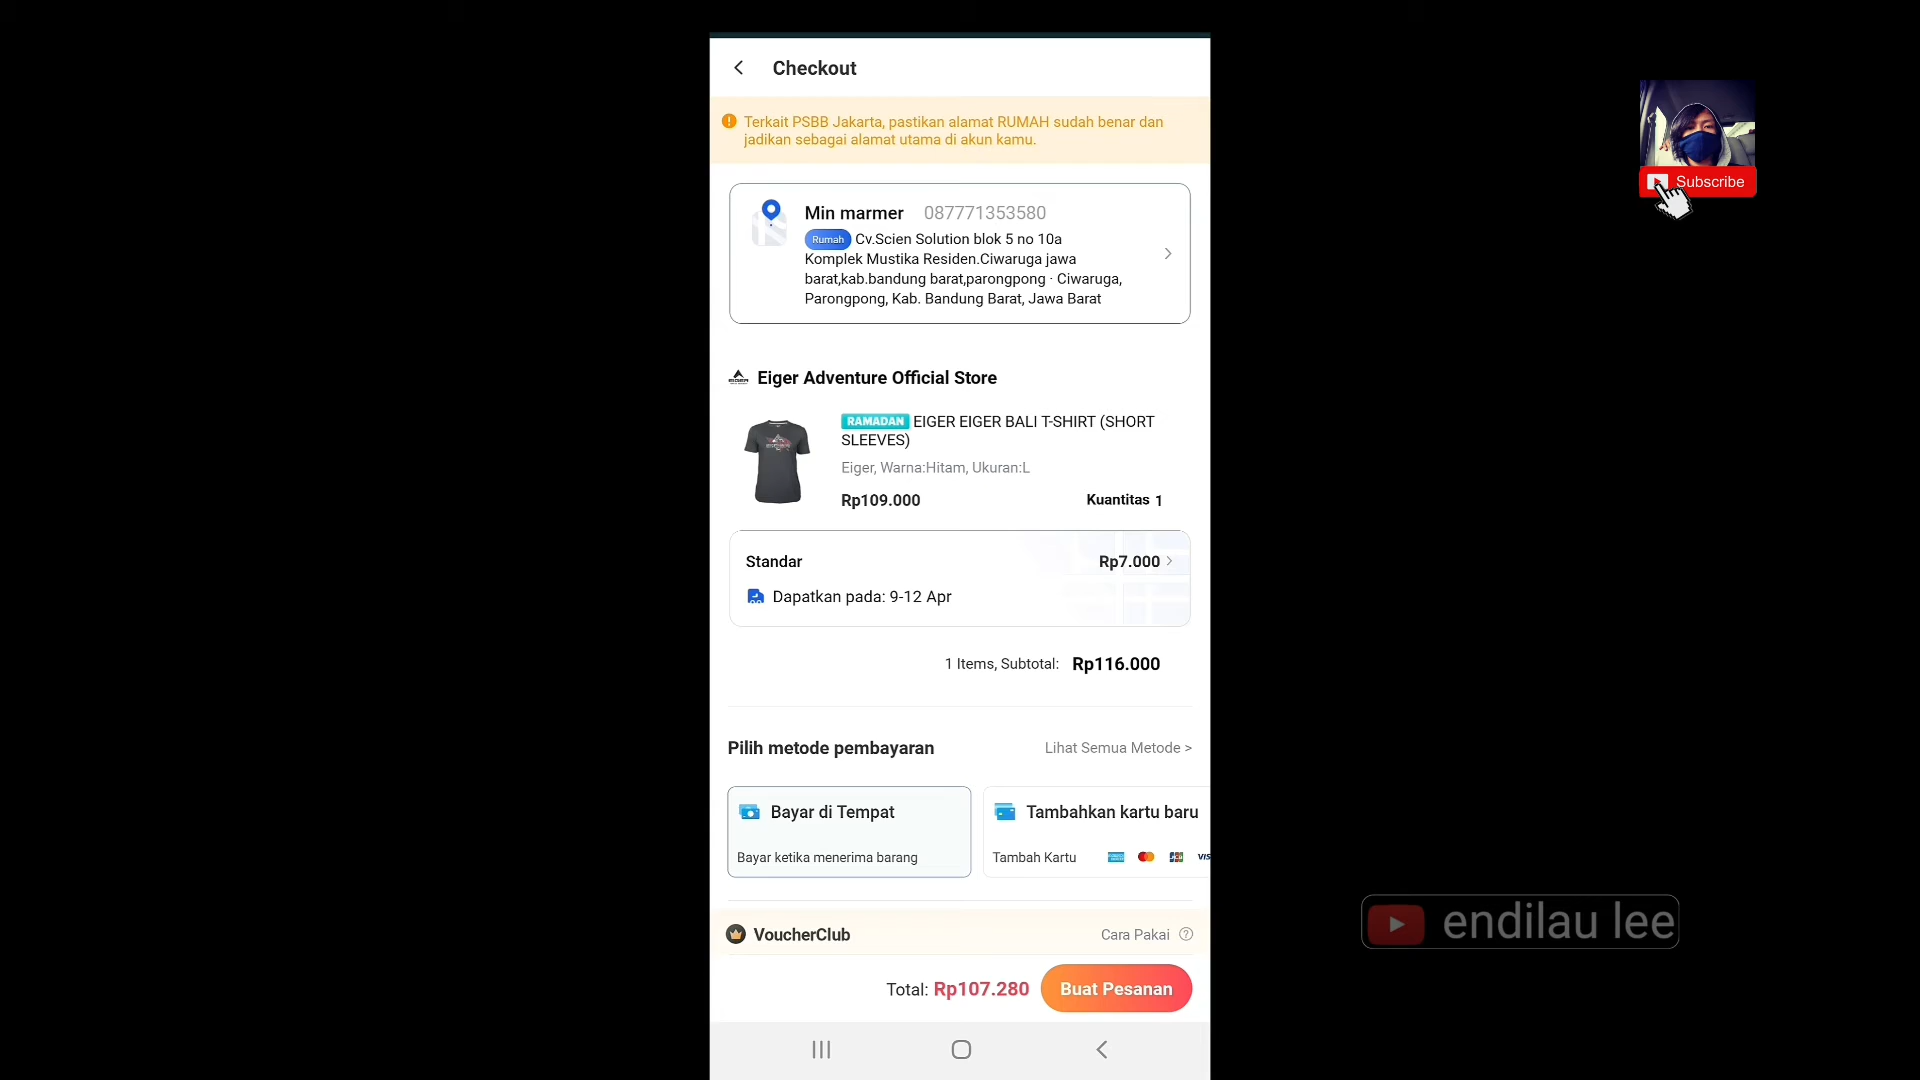 Checkout
Terkait PSBB Jakarta, pastikan alamat RUMAH sudah benar dan
jadikan sebagai alamat utama di akun kamu.
Min marmer 087771353580
Rumah Cv.Scien Solution blok 5 no 10a
Komplek Mustika Residen.Ciwaruga jawa
barat,kab.bandung barat,parongpong · Ciwaruga,
Parongpong, Kab. Bandung Barat, Jawa Barat
EIGER Eiger Adventure Official Store
RAMADAN EIGER EIGER BALI T-SHIRT (SHORT
SLEEVES)
Eiger, Warna:Hitam, Ukuran:L
Rp109.000 Kuantitas 1
Standar Rp7.000
Dapatkan pada: 9-12 Apr
1 Items, Subtotal: Rp116.000
Pilih metode pembayaran Lihat Semua Metode >
Bayar di Tempat
Bayar ketika menerima barang
Tambahkan kartu baru
Tambah Kartu JCB VIS
VoucherClub Cara Pakai ?
Total: Rp107.280 Buat Pesanan
Subscribe
endilau lee